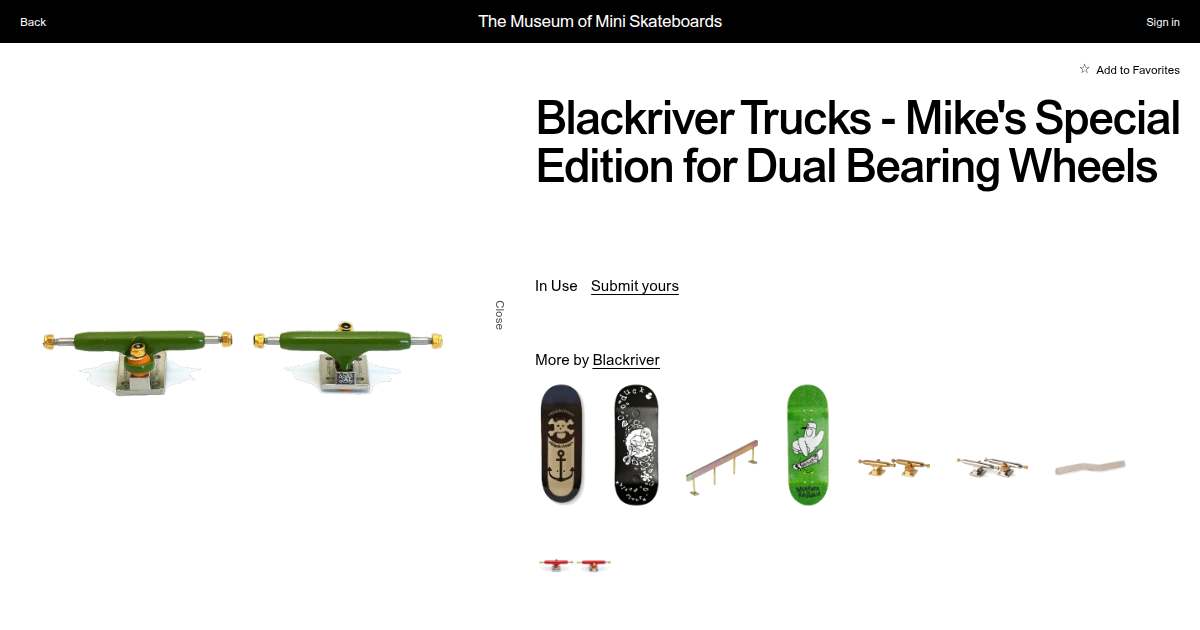 Back
The Museum of Mini Skateboards
Sign in
☆ Add to Favorites
Blackriver Trucks - Mike's Special
Edition for Dual Bearing Wheels
Close
In Use Submit yours
More by Blackriver